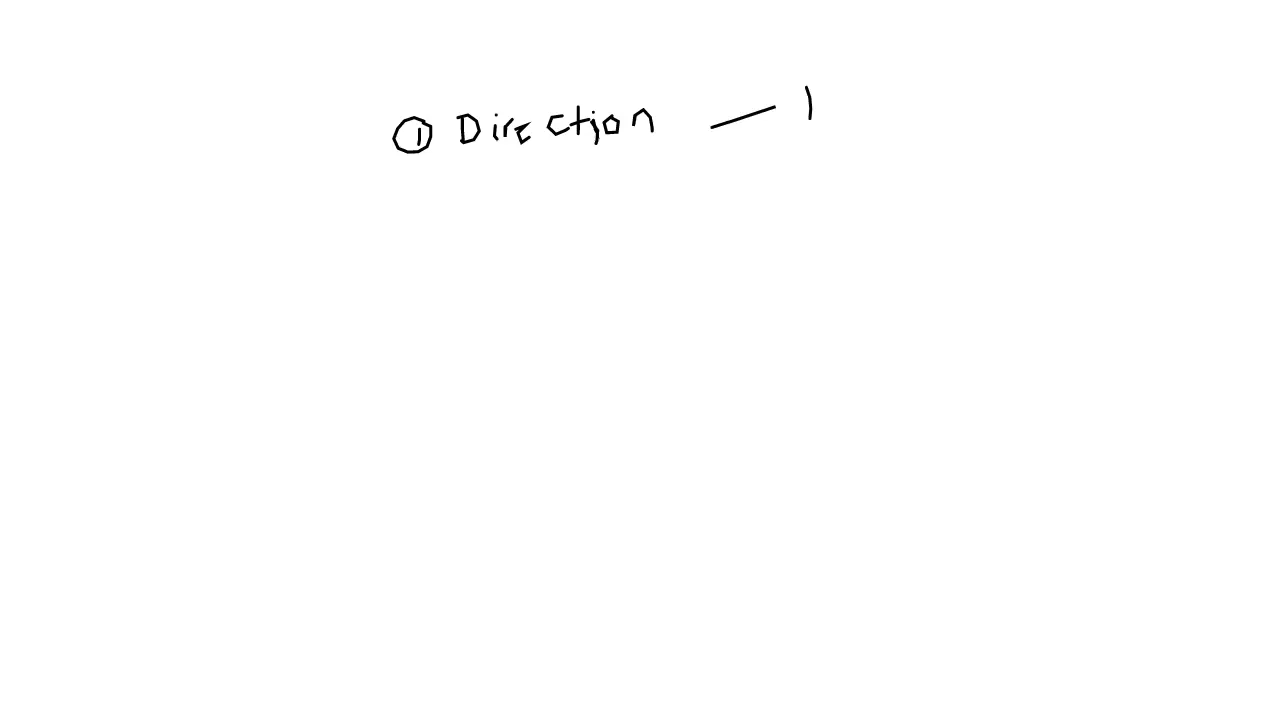 ① Direction — 1